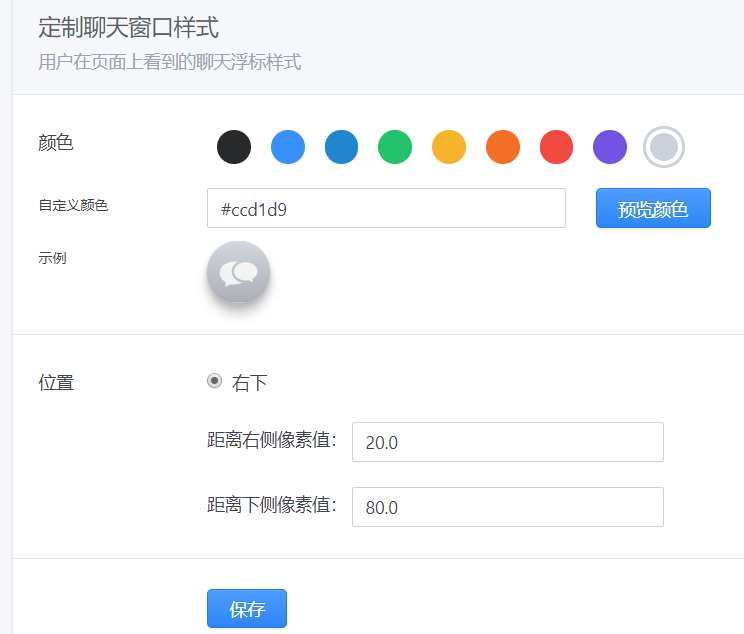 定制聊天窗口样式
用户在页面上看到的聊天浮标样式
颜色
自定义颜色
#ccd1d9
预览颜色
示例
位置
右下
距离右侧像素值：
20.0
距离下侧像素值：
80.0
保存